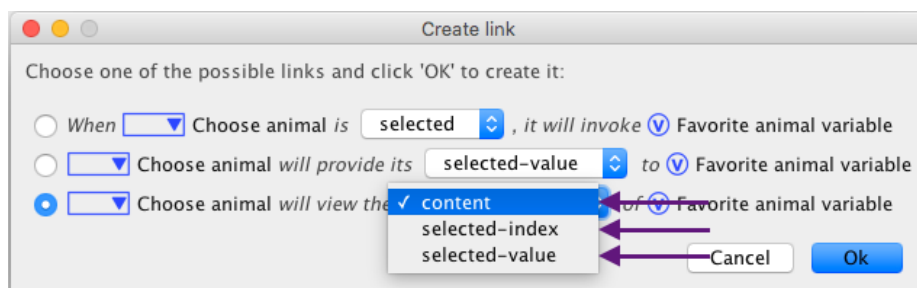 Create link
Choose one of the possible links and click 'OK' to create it:
When Choose animal is selected , it will invoke V Favorite animal variable
Choose animal will provide its selected-value to V Favorite animal variable
Choose animal will view the ✓ content of V Favorite animal variable
selected-index
selected-value
Cancel Ok